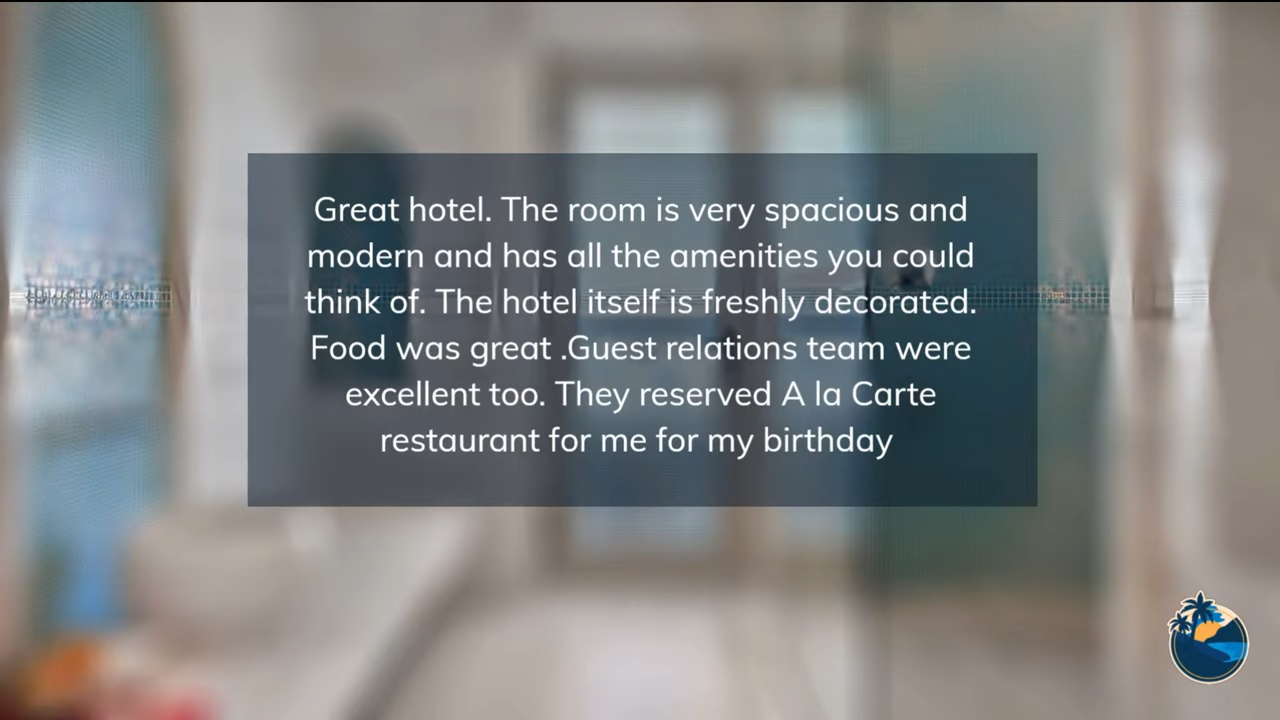 Great hotel. The room is very spacious and
modern and has all the amenities you could
think of. The hotel itself is freshly decorated.
Food was great .Guest relations team were
excellent too. They reserved A la Carte
restaurant for me for my birthday